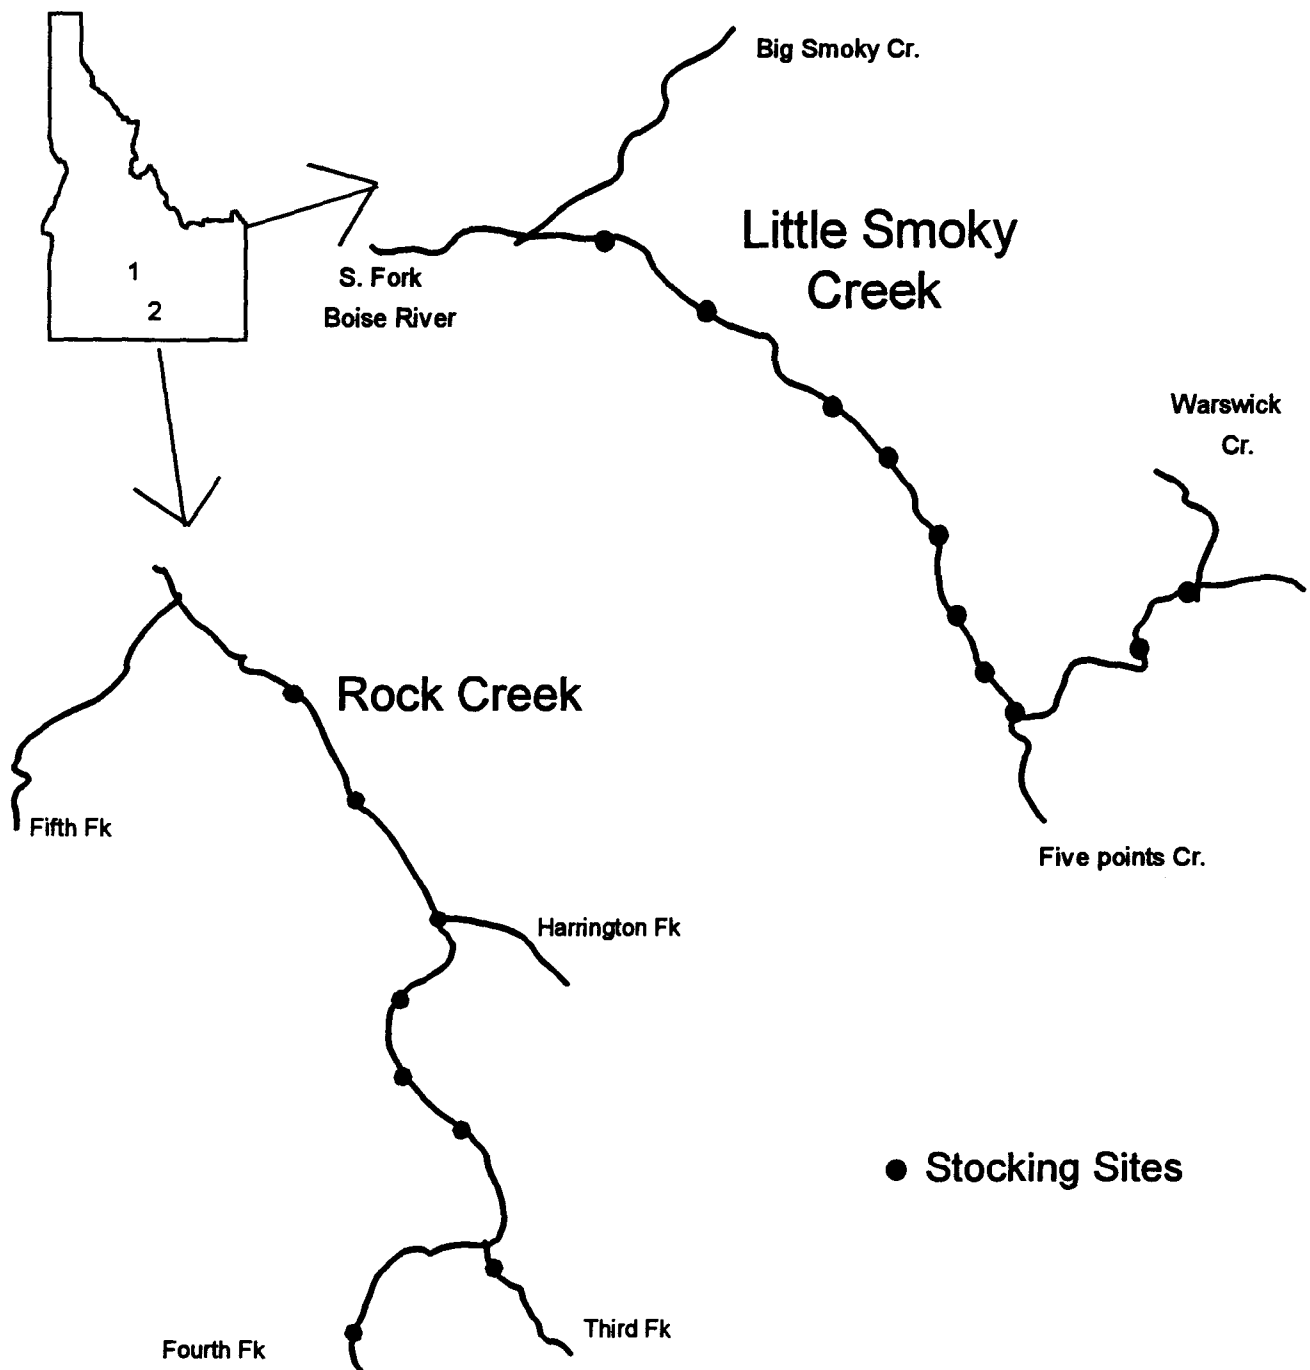 Big Smoky Cr.
Little Smoky
Creek
1
2
S. Fork
Boise River
Warswick
Cr.
Rock Creek
Fifth Fk
Five points Cr.
Harrington Fk
Stocking Sites
Third Fk
Fourth Fk